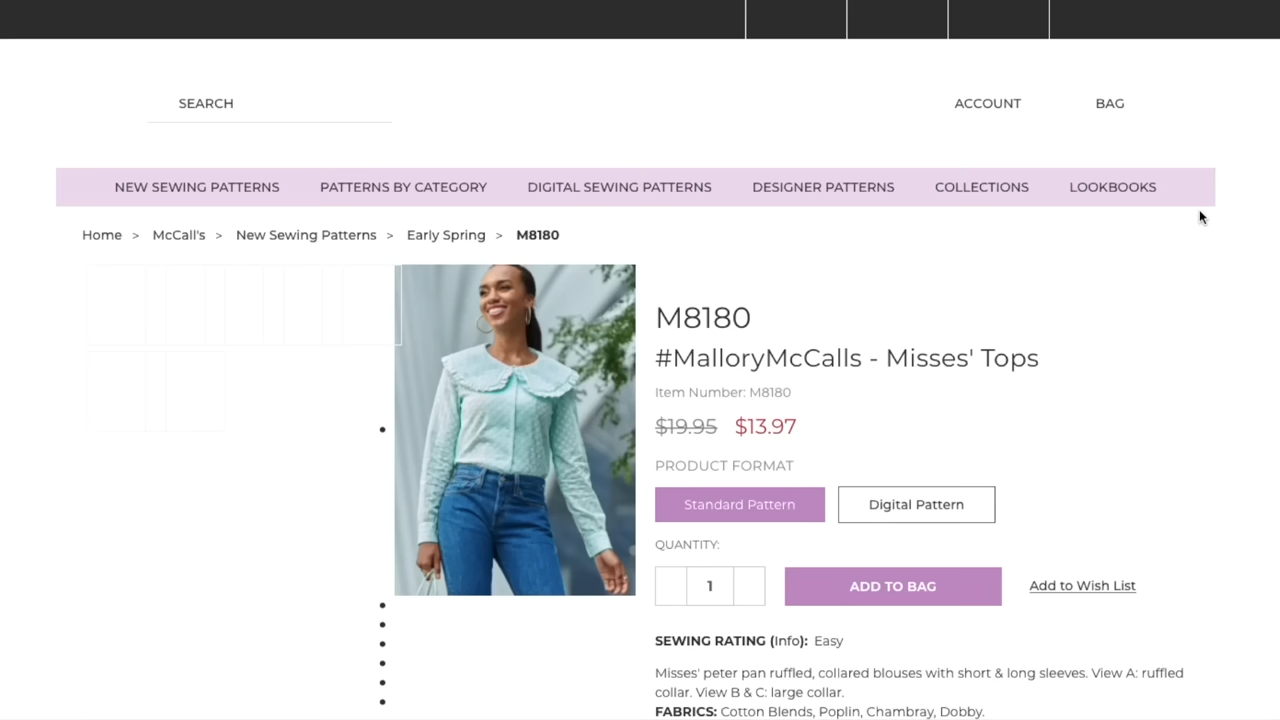 SEARCH
ACCOUNT
BAG
NEW SEWING PATTERNS
PATTERNS BY CATEGORY
DIGITAL SEWING PATTERNS
DESIGNER PATTERNS
COLLECTIONS
LOOKBOOKS
Home > McCall's > New Sewing Patterns > Early Spring > M8180
M8180
#MalloryMcCalls - Misses' Tops
Item Number: M8180
$19.95 $13.97
PRODUCT FORMAT
Standard Pattern
Digital Pattern
QUANTITY:
1
ADD TO BAG
Add to Wish List
SEWING RATING (Info): Easy
Misses' peter pan ruffled, collared blouses with short & long sleeves. View A: ruffled
collar. View B & C: large collar.
FABRICS: Cotton Blends, Poplin, Chambray, Dobby.